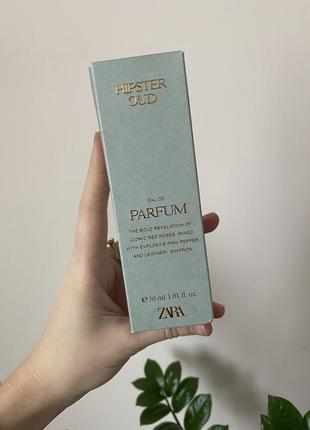 HIPSTER
OUD
EAU DE
PARFUM
THE BOLD REVELATION OF
ICONIC RED ROSES, MIXED
WITH EXPLOSIVE PINK PEPPER
AND LEATHERY SAFFRON.
℮30 ml 1.01 fl. oz.
ZARA